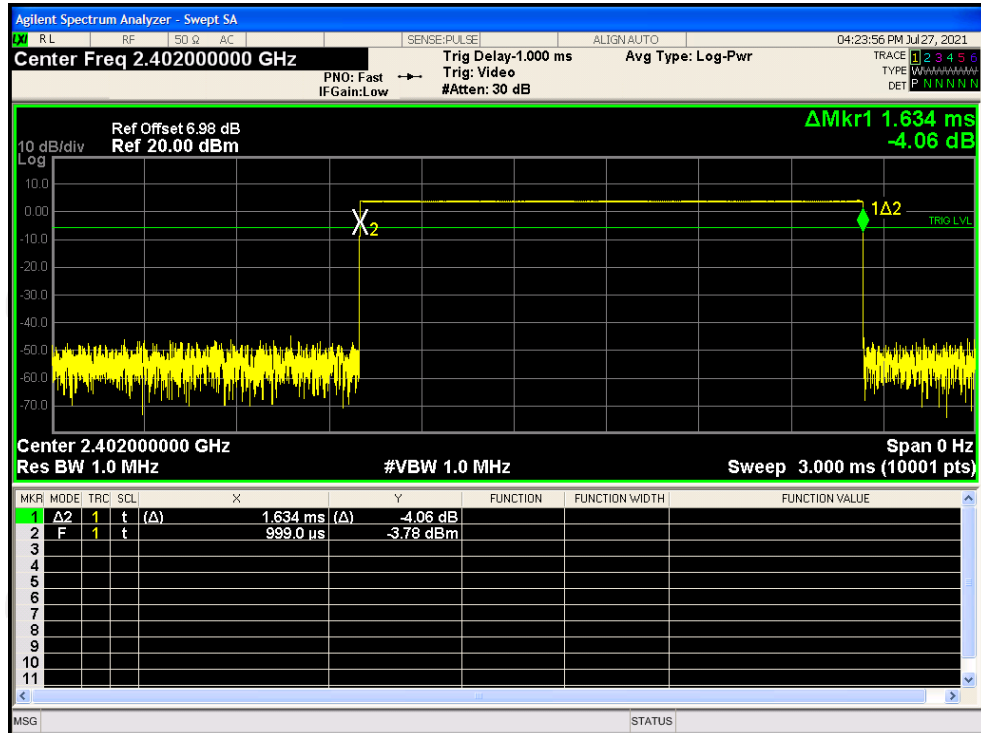 Agilent Spectrum Analyzer - Swept SA
LXI RL RF 50 Ω AC SENSE:PULSE ALIGN AUTO 04:23:56 PM Jul 27, 2021
Center Freq 2.402000000 GHz
PNO: Fast
IFGain:Low
Trig Delay-1.000 ms
Trig: Video
#Atten: 30 dB
Avg Type: Log-Pwr
TRACE 1 2 3 4 5 6
TYPE WWWWWW
DET P N N N N N
ΔMkr1 1.634 ms
-4.06 dB
Ref Offset 6.98 dB
10 dB/div Ref 20.00 dBm
Log
10.0
0.00
-10.0
-20.0
-30.0
-40.0
-50.0
-60.0
-70.0
X2
1Δ2
TRIG LVL
Center 2.402000000 GHz Span 0 Hz
Res BW 1.0 MHz #VBW 1.0 MHz Sweep 3.000 ms (10001 pts)
MKR MODE TRC SCL X Y FUNCTION FUNCTION WIDTH FUNCTION VALUE
1 Δ2 1 t (Δ) 1.634 ms (Δ) -4.06 dB
2 F 1 t 999.0 µs -3.78 dBm
3
4
5
6
7
8
9
10
11
MSG STATUS